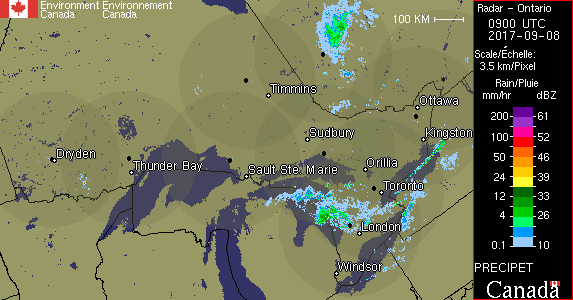 Environment Environnement
Canada Canada
Radar - Ontario
0900 UTC
2017-09-08
100 KM
Scale/Échelle:
3.5 km/Pixel
Rain/Pluie
mm/hr dBZ
200 61
100 52
50 46
24 39
12 33
4 26
0.1 10
Timmins
Ottawa
Sudbury
Kingston
Dryden
Thunder Bay
Sault Ste. Marie
Orillia
Toronto
London
Windsor
PRECIPET
Canada